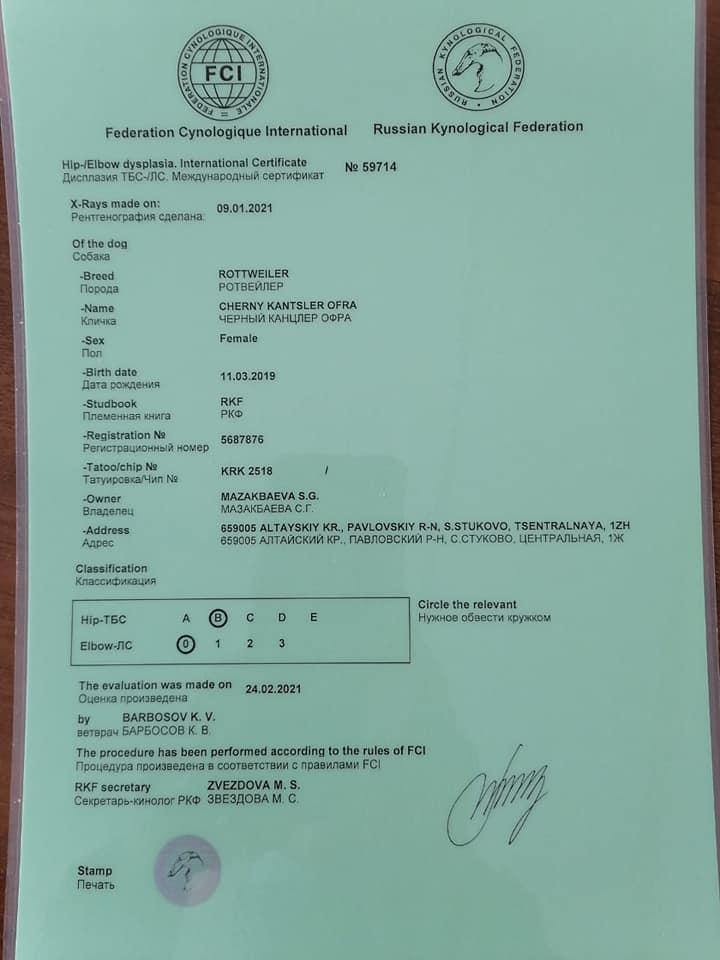 FEDERATION CYNOLOGIQUE INTERNATIONALE
FCI
RUSSIAN KYNOLOGICAL FEDERATION
Federation Cynologique International
Russian Kynological Federation
Hip-/Elbow dysplasia. International Certificate
№ 59714
Дисплазия ТБС-/ЛС. Международный сертификат
X-Rays made on:
09.01.2021
Рентгенография сделана:
Of the dog
Собака
-Breed
ROTTWEILER
Порода
РОТВЕЙЛЕР
-Name
CHERNY KANTSLER OFRA
Кличка
ЧЕРНЫЙ КАНЦЛЕР ОФРА
-Sex
Female
Пол
-Birth date
11.03.2019
Дата рождения
-Studbook
RKF
Племенная книга
РКФ
-Registration №
5687876
Регистрационный номер
-Tatoo/chip №
KRK 2518 /
Татуировка/Чип №
-Owner
MAZAKBAEVA S.G.
Владелец
МАЗАКБАЕВА С.Г.
-Address
659005 ALTAYSKIY KR., PAVLOVSKIY R-N, S.STUKOVO, TSENTRALNAYA, 1ZH
Адрес
659005 АЛТАЙСКИЙ КР., ПАВЛОВСКИЙ Р-Н, С.СТУКОВО, ЦЕНТРАЛЬНАЯ, 1Ж
Classification
Классификация
Hip-ТБС A B C D E
Elbow-ЛС 0 1 2 3
Circle the relevant
Нужное обвести кружком
The evaluation was made on
24.02.2021
Оценка произведена
by BARBOSOV K. V.
ветврач БАРБОСОВ К. В.
The procedure has been performed according to the rules of FCI
Процедура произведена в соответствии с правилами FCI
RKF secretary ZVEZDOVA M. S.
Секретарь-кинолог РКФ ЗВЕЗДОВА М. С.
Stamp
Печать